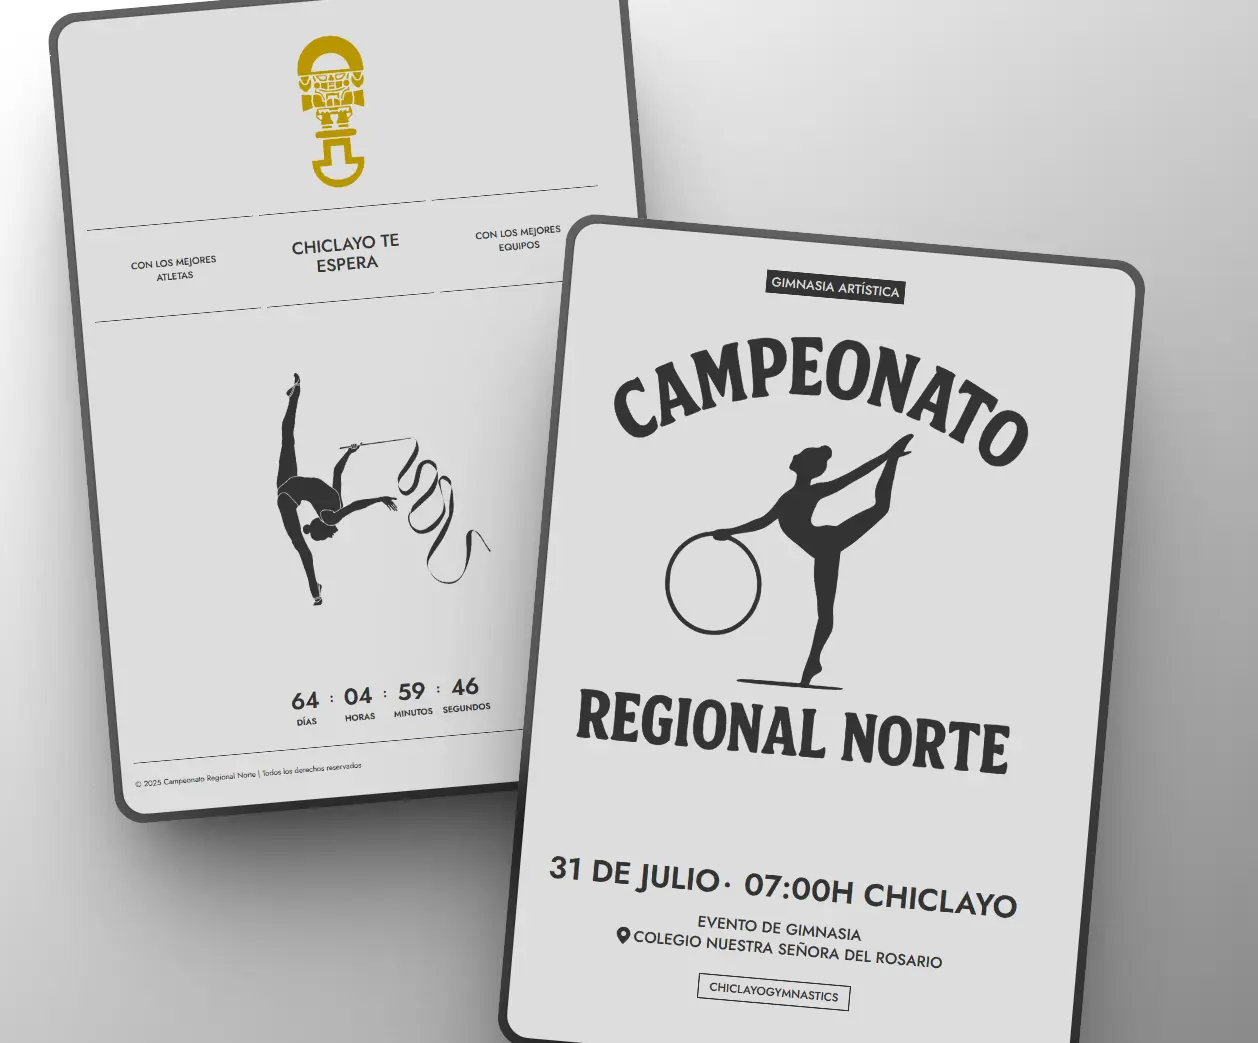 CON LOS MEJORES
ATLETAS
CHICLAYO TE
ESPERA
CON LOS MEJORES
EQUIPOS
64 : 04 : 59 : 46
DÍAS HORAS MINUTOS SEGUNDOS
© 2025 Campeonato Regional Norte | Todos los derechos reservados
GIMNASIA ARTÍSTICA
CAMPEONATO
REGIONAL NORTE
31 DE JULIO· 07:00H CHICLAYO
EVENTO DE GIMNASIA
COLEGIO NUESTRA SEÑORA DEL ROSARIO
CHICLAYOGYMNASTICS